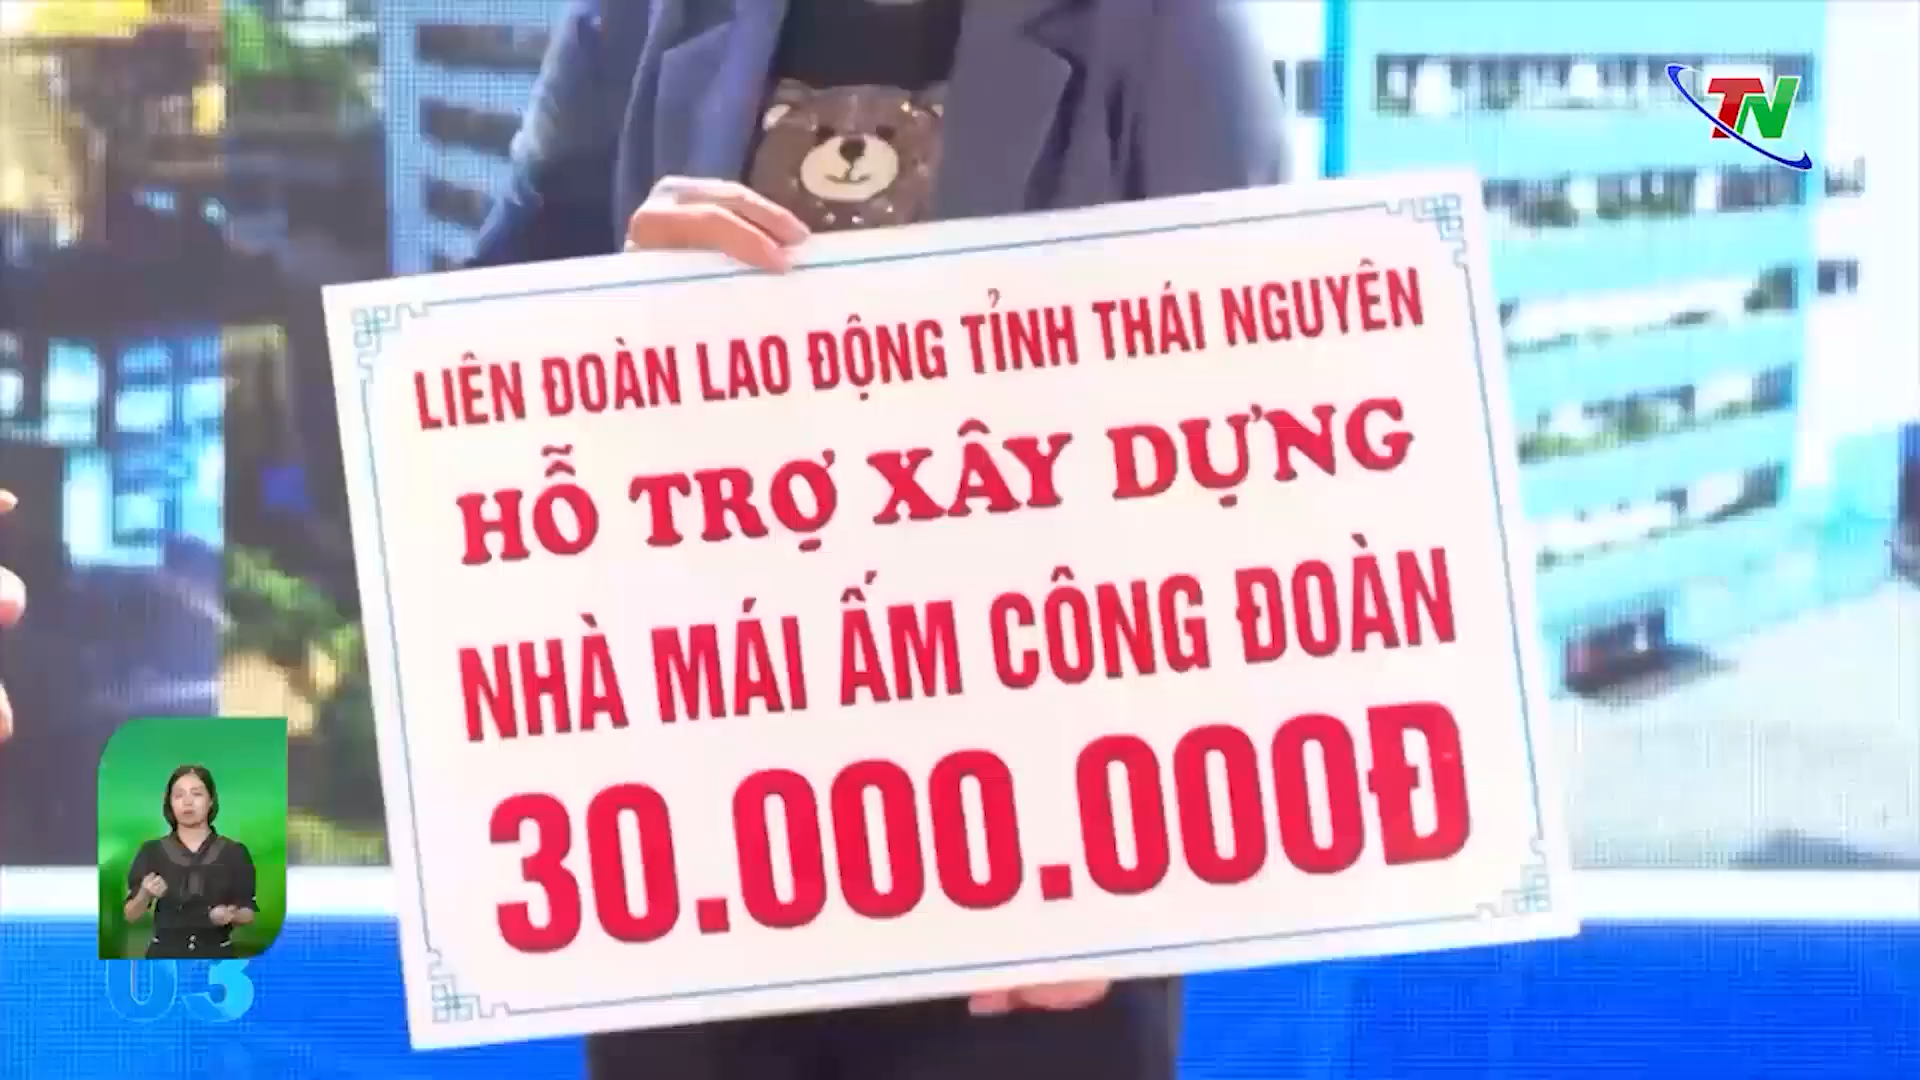 TN
LIÊN ĐOÀN LAO ĐỘNG TỈNH THÁI NGUYÊN
HỖ TRỢ XÂY DỰNG
NHÀ MÁI ẤM CÔNG ĐOÀN
30.000.000Đ
03